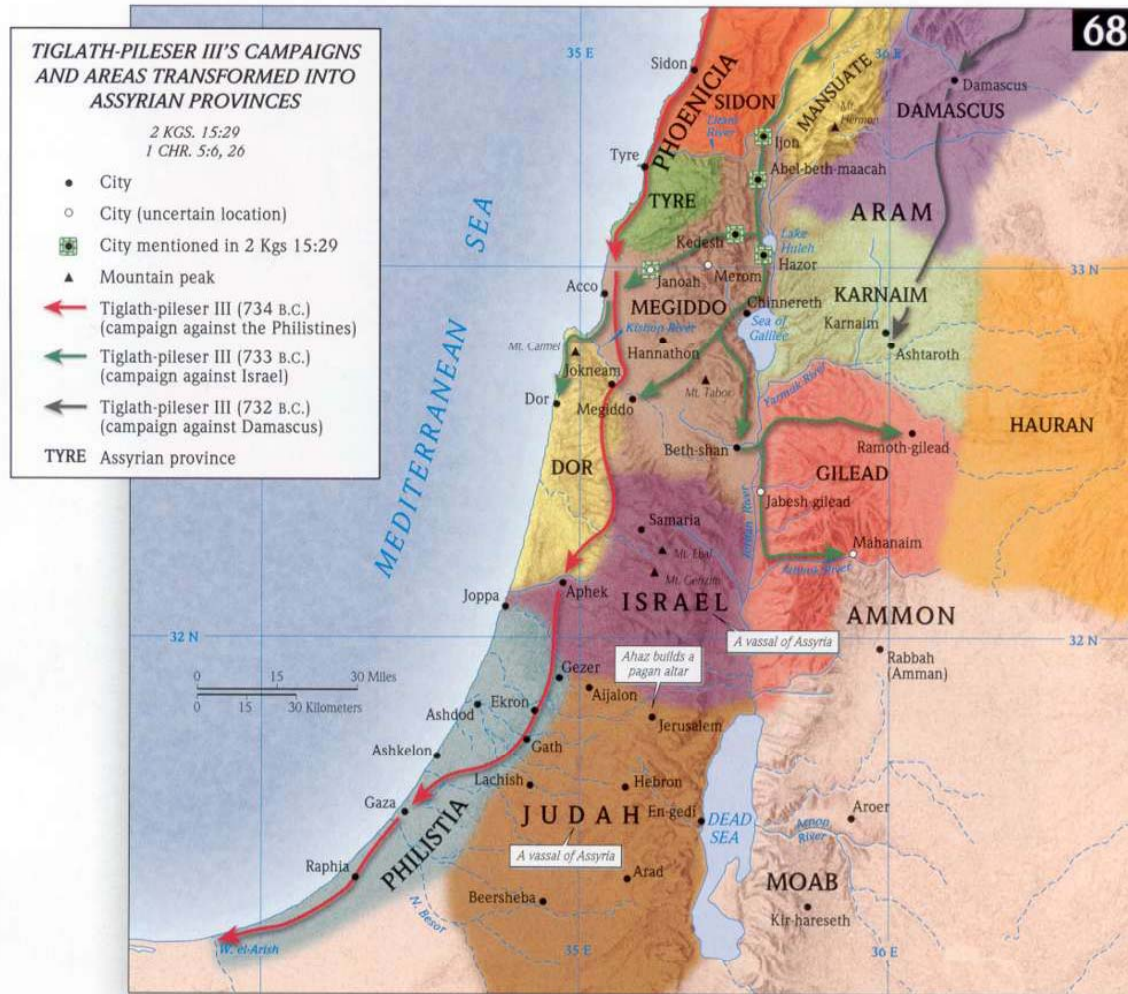 68
TIGLATH-PILESER III'S CAMPAIGNS
AND AREAS TRANSFORMED INTO
ASSYRIAN PROVINCES
2 KGS. 15:29
1 CHR. 5:6, 26
City
City (uncertain location)
City mentioned in 2 Kgs 15:29
Mountain peak
Tiglath-pileser III (734 B.C.)
(campaign against the Philistines)
Tiglath-pileser III (733 B.C.)
(campaign against Israel)
Tiglath-pileser III (732 B.C.)
(campaign against Damascus)
TYRE Assyrian province
35 E
36 E
Sidon
PHOENICIA
SIDON
MANSUATE
Mt. Hermon
Damascus
DAMASCUS
River
Ijon
Tyre
Abel-beth-maacah
TYRE
ARAM
MEDITERRANEAN SEA
Kedesh
Lake
Huleh
33 N
33 N
Janoah
Merom
Hazor
Acco
MEGIDDO
Chinnereth
KARNAIM
Karnaim
Kishon River
Sea of
Galilee
Ashtaroth
Mt. Carmel
Hannathon
Jokneam
Mt. Tabor
Yarmuk River
Dor
Megiddo
HAURAN
Beth-shan
Ramoth-gilead
DOR
GILEAD
Jabesh-gilead
Jordan River
Samaria
Mt. Ebal
Mahanaim
Mt. Gerizim
Jabbok River
Joppa
Aphek
ISRAEL
AMMON
32 N
32 N
A vassal of Assyria
Ahaz builds a
pagan altar
Rabbah
(Amman)
0 15 30 Miles
0 15 30 Kilometers
Gezer
Aijalon
Ekron
Ashdod
Jerusalem
Gath
Ashkelon
Lachish
Hebron
Gaza
JUDAH
En-gedi
DEAD
SEA
Aroer
Arnon
River
PHILISTIA
A vassal of Assyria
Raphia
Arad
MOAB
Beersheba
Kir-hareseth
N. Besor
W. el-Arish
35 E
36 E